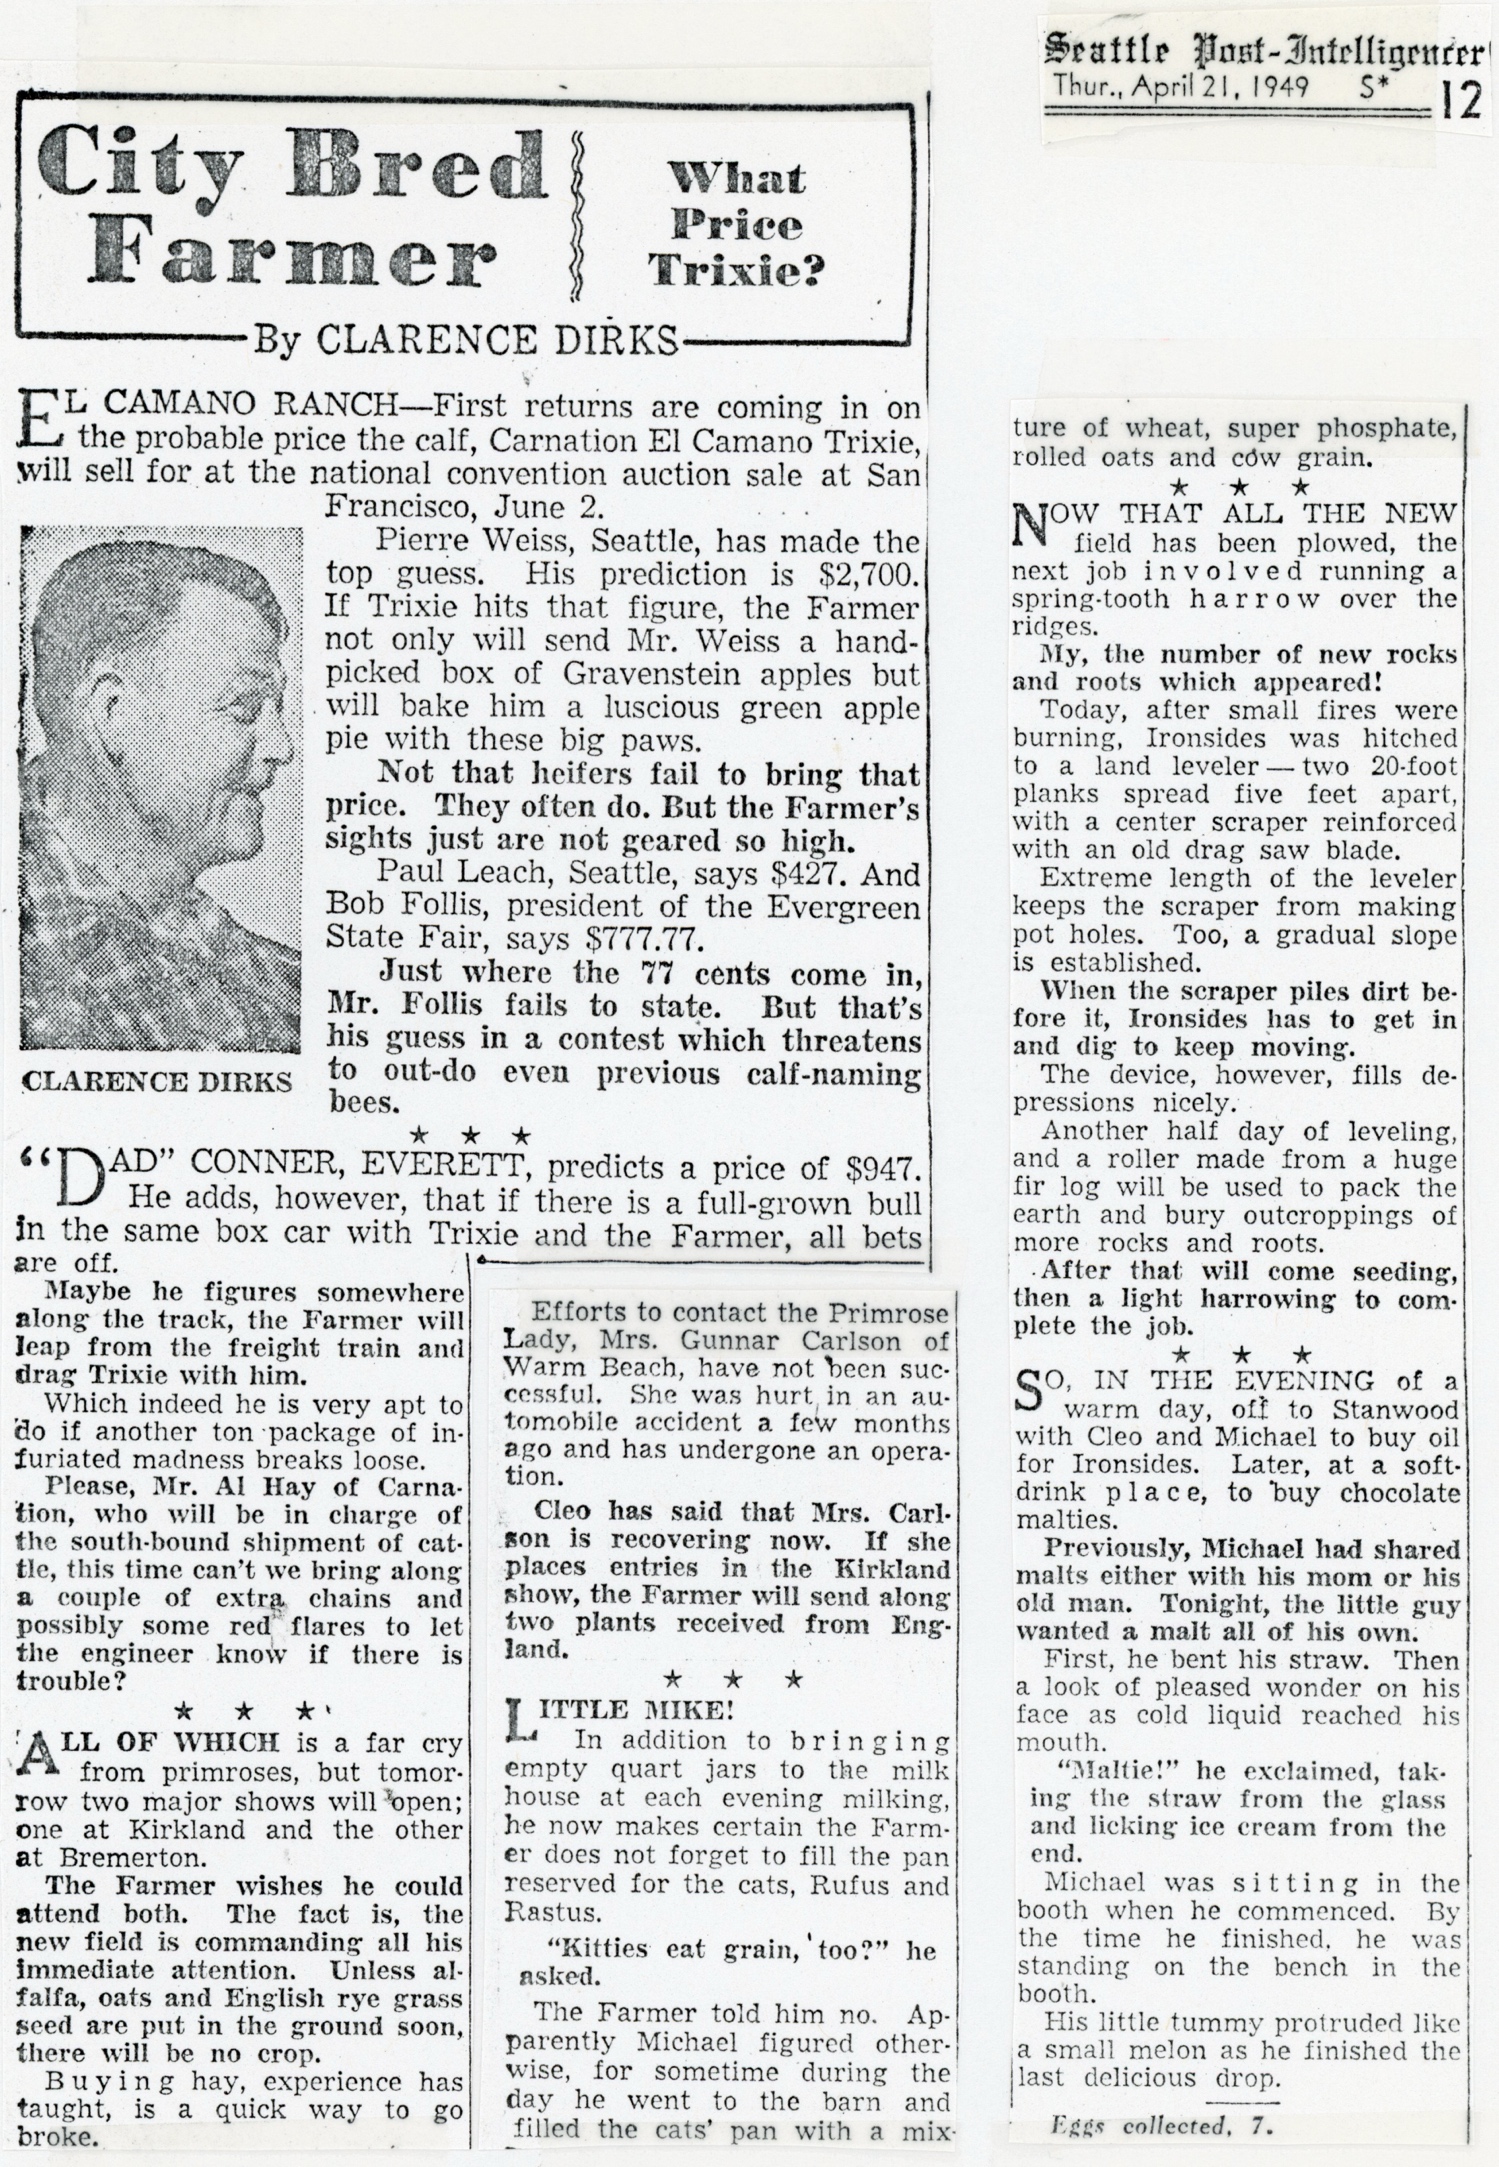 Seattle Post-Intelligencer
Thur., April 21, 1949 S* 12
City Bred
Farmer
What
Price
Trixie?
By CLARENCE DIRKS
EL CAMANO RANCH—First returns are coming in on
the probable price the calf, Carnation El Camano Trixie,
will sell for at the national convention auction sale at San
Francisco, June 2.
Pierre Weiss, Seattle, has made the
top guess. His prediction is $2,700.
If Trixie hits that figure, the Farmer
not only will send Mr. Weiss a hand-
picked box of Gravenstein apples but
will bake him a luscious green apple
pie with these big paws.
Not that heifers fail to bring that
price. They often do. But the Farmer's
sights just are not geared so high.
Paul Leach, Seattle, says $427. And
Bob Follis, president of the Evergreen
State Fair, says $777.77.
Just where the 77 cents come in,
Mr. Follis fails to state. But that's
his guess in a contest which threatens
to out-do even previous calf-naming
bees.
CLARENCE DIRKS
★ ★ ★
"DAD" CONNER, EVERETT, predicts a price of $947.
He adds, however, that if there is a full-grown bull
in the same box car with Trixie and the Farmer, all bets
are off.
Maybe he figures somewhere
along the track, the Farmer will
leap from the freight train and
drag Trixie with him.
Which indeed he is very apt to
do if another ton package of in-
furiated madness breaks loose.
Please, Mr. Al Hay of Carna-
tion, who will be in charge of
the south-bound shipment of cat-
tle, this time can't we bring along
a couple of extra chains and
possibly some red flares to let
the engineer know if there is
trouble?
★ ★ ★
ALL OF WHICH is a far cry
from primroses, but tomor-
row two major shows will open;
one at Kirkland and the other
at Bremerton.
The Farmer wishes he could
attend both. The fact is, the
new field is commanding all his
immediate attention. Unless al-
falfa, oats and English rye grass
seed are put in the ground soon,
there will be no crop.
Buying hay, experience has
taught, is a quick way to go
broke.
Efforts to contact the Primrose
Lady, Mrs. Gunnar Carlson of
Warm Beach, have not been suc-
cessful. She was hurt in an au-
tomobile accident a few months
ago and has undergone an opera-
tion.
Cleo has said that Mrs. Carl-
son is recovering now. If she
places entries in the Kirkland
show, the Farmer will send along
two plants received from Eng-
land.
★ ★ ★
LITTLE MIKE!
In addition to bringing
empty quart jars to the milk
house at each evening milking,
he now makes certain the Farm-
er does not forget to fill the pan
reserved for the cats, Rufus and
Rastus.
"Kitties eat grain, too?" he
asked.
The Farmer told him no. Ap-
parently Michael figured other-
wise, for sometime during the
day he went to the barn and
filled the cats' pan with a mix-
ture of wheat, super phosphate,
rolled oats and cow grain.
★ ★ ★
NOW THAT ALL THE NEW
field has been plowed, the
next job involved running a
spring-tooth harrow over the
ridges.
My, the number of new rocks
and roots which appeared!
Today, after small fires were
burning, Ironsides was hitched
to a land leveler — two 20-foot
planks spread five feet apart,
with a center scraper reinforced
with an old drag saw blade.
Extreme length of the leveler
keeps the scraper from making
pot holes. Too, a gradual slope
is established.
When the scraper piles dirt be-
fore it, Ironsides has to get in
and dig to keep moving.
The device, however, fills de-
pressions nicely.
Another half day of leveling,
and a roller made from a huge
fir log will be used to pack the
earth and bury outcroppings of
more rocks and roots.
After that will come seeding,
then a light harrowing to com-
plete the job.
★ ★ ★
SO, IN THE EVENING of a
warm day, off to Stanwood
with Cleo and Michael to buy oil
for Ironsides. Later, at a soft-
drink place, to buy chocolate
malties.
Previously, Michael had shared
malts either with his mom or his
old man. Tonight, the little guy
wanted a malt all of his own.
First, he bent his straw. Then
a look of pleased wonder on his
face as cold liquid reached his
mouth.
"Maltie!" he exclaimed, tak-
ing the straw from the glass
and licking ice cream from the
end.
Michael was sitting in the
booth when he commenced. By
the time he finished, he was
standing on the bench in the
booth.
His little tummy protruded like
a small melon as he finished the
last delicious drop.
Eggs collected, 7.